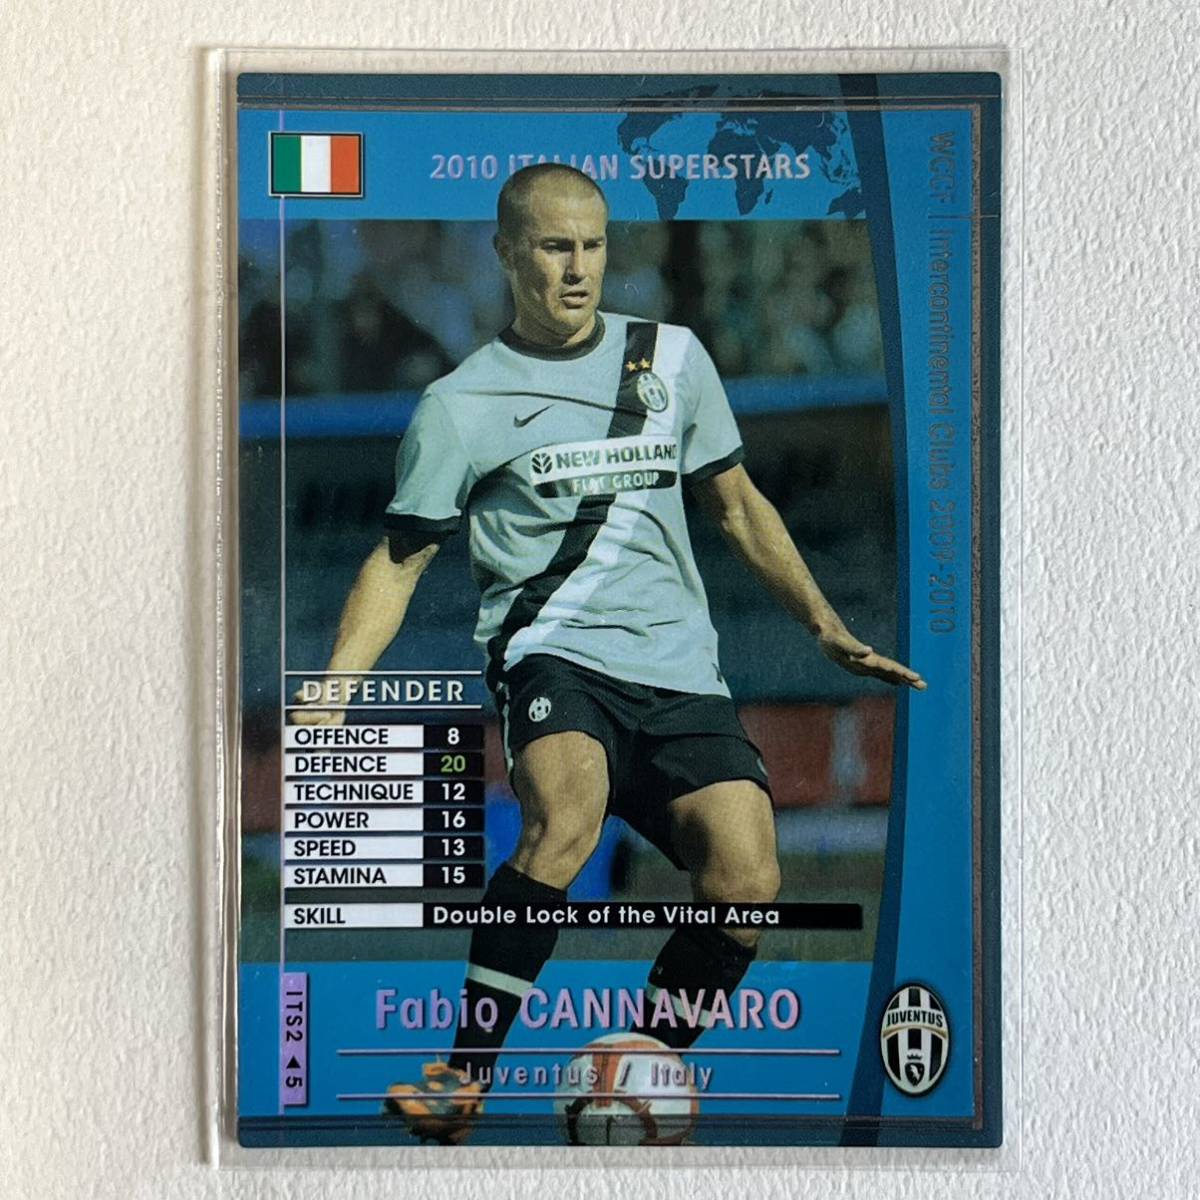 2010 ITALIAN SUPERSTARS
WCCF | Intercontinental Clubs 2009-2010
NEW HOLLAND
FIAT GROUP
DEFENDER
OFFENCE 8
DEFENCE 20
TECHNIQUE 12
POWER 16
SPEED 13
STAMINA 15
SKILL Double Lock of the Vital Area
ITS2 ◀ 5
Fabio CANNAVARO
Juventus / Italy
JUVENTUS